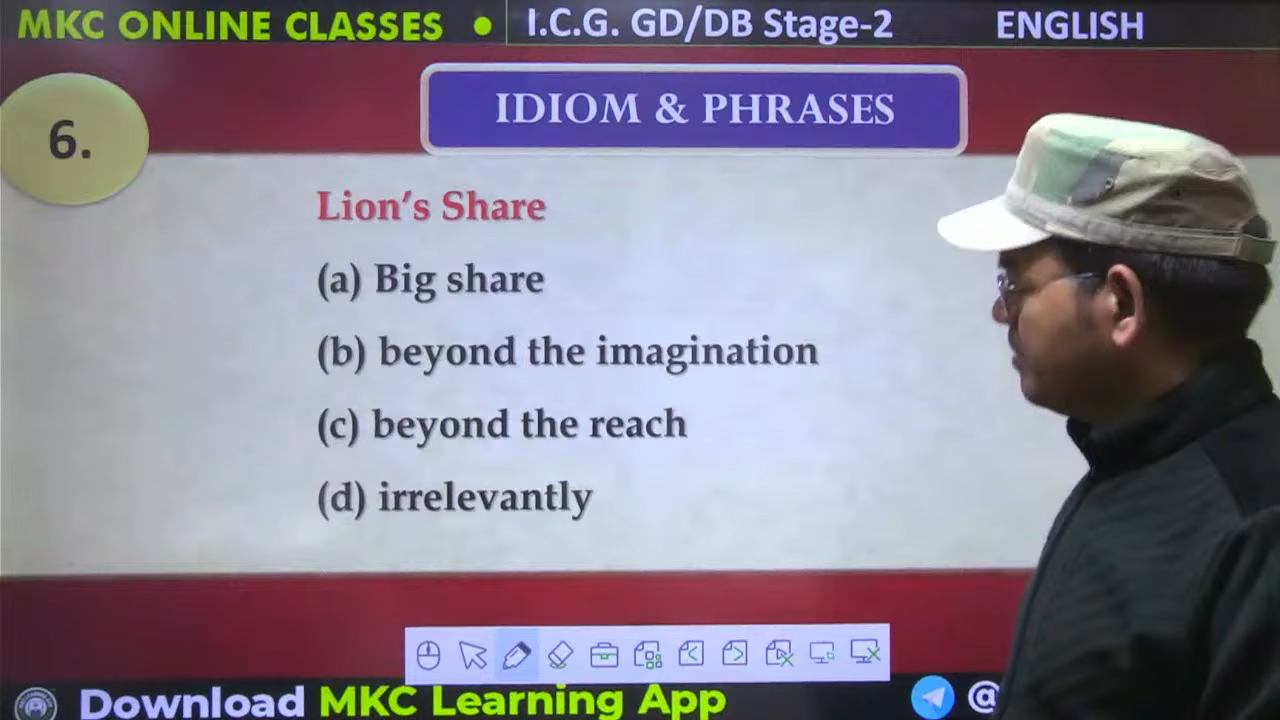 MKC ONLINE CLASSES • I.C.G. GD/DB Stage-2 ENGLISH
IDIOM & PHRASES
6.
Lion's Share
(a) Big share
(b) beyond the imagination
(c) beyond the reach
(d) irrelevantly
Download MKC Learning App @